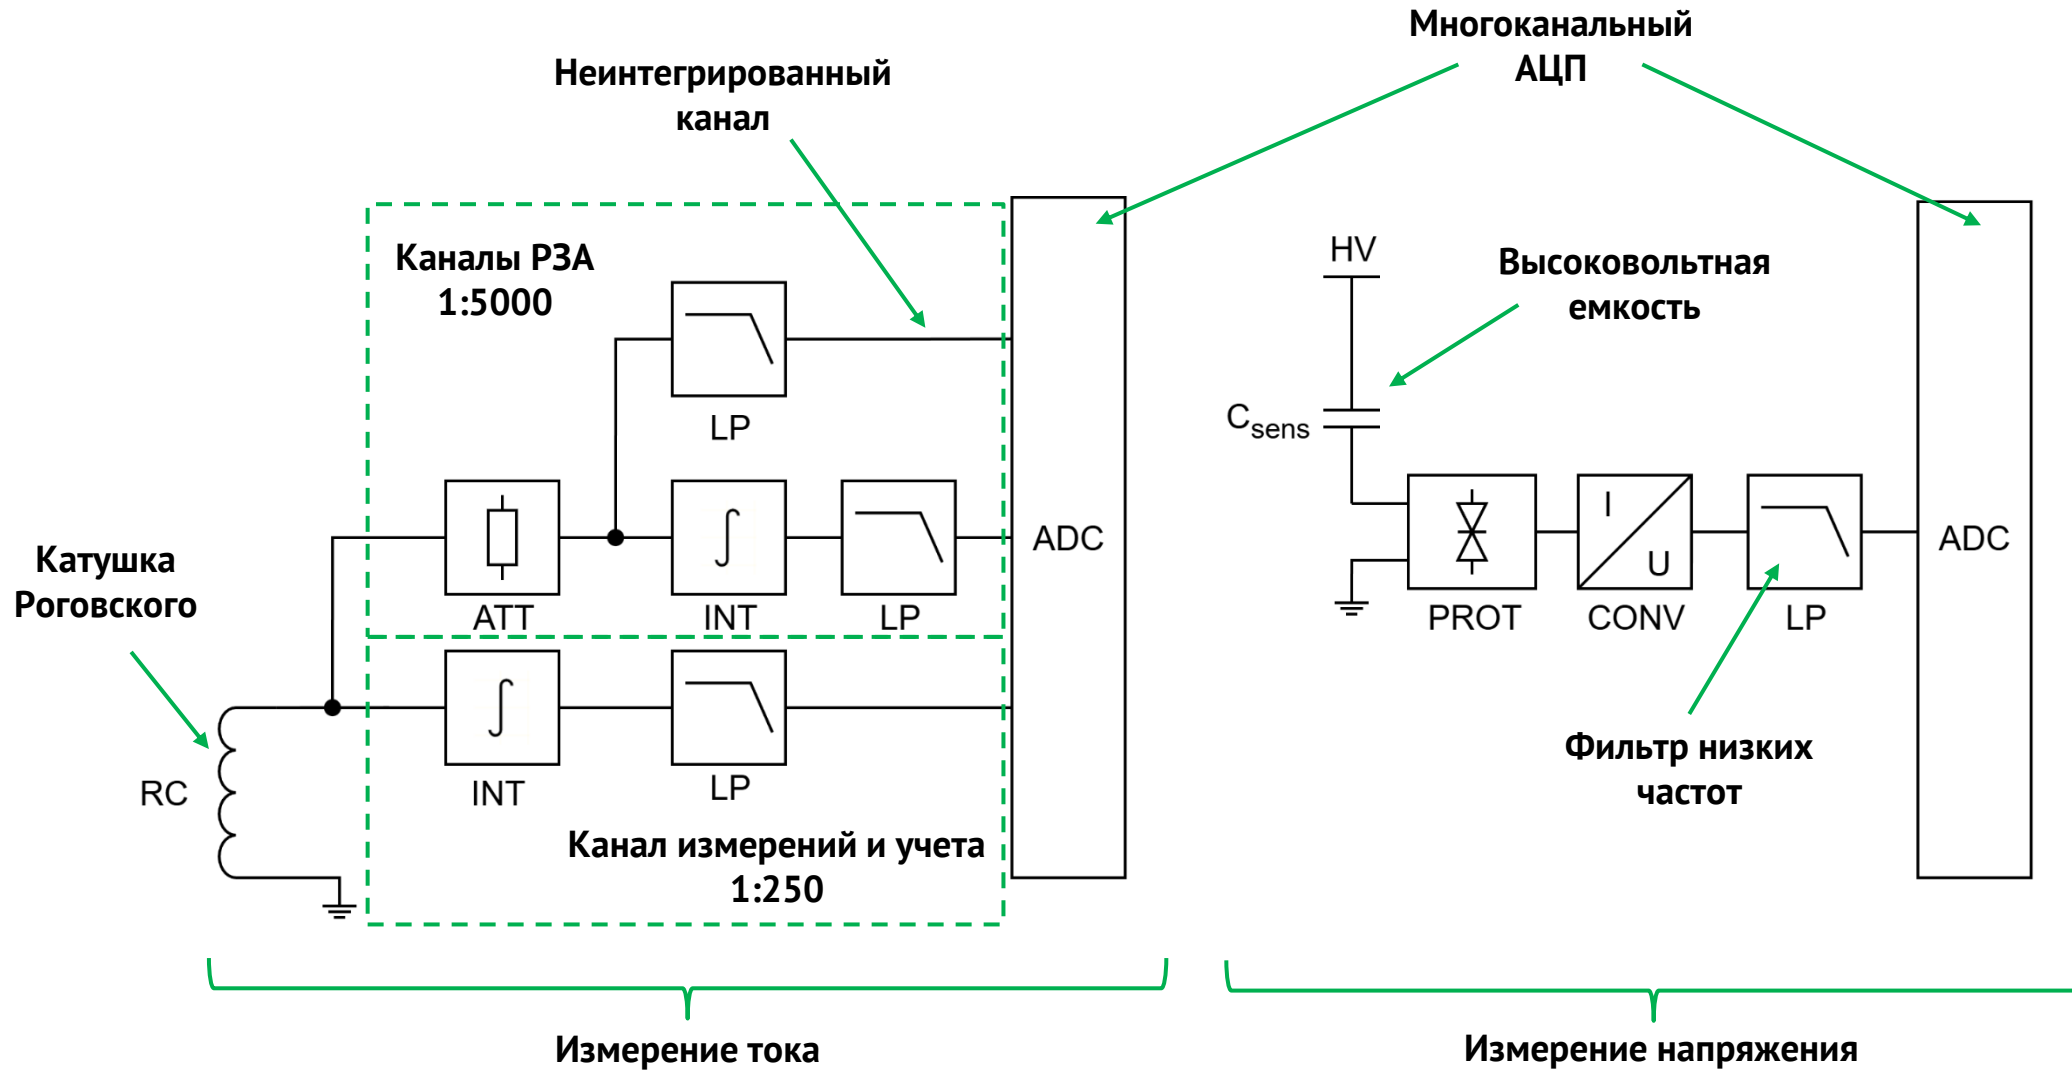 Многоканальный
АЦП
Неинтегрированный
канал
Каналы РЗА
1:5000
HV
Высоковольтная
емкость
LP
C sens
ADC
ADC
Катушка
Роговского
ATT
INT
LP
I
U
PROT
CONV
LP
RC
INT
LP
Фильтр низких
частот
Канал измерений и учета
1:250
Измерение тока
Измерение напряжения